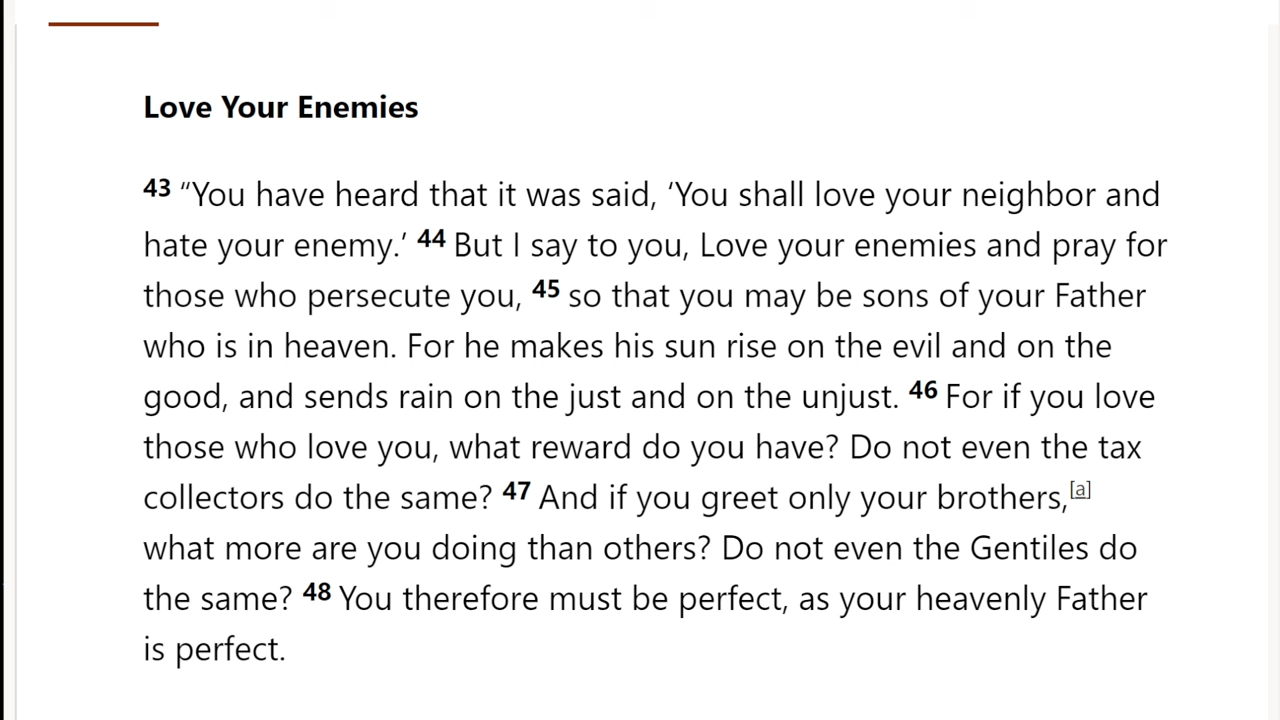 Love Your Enemies
43 “You have heard that it was said, ‘You shall love your neighbor and
hate your enemy.’ 44 But I say to you, Love your enemies and pray for
those who persecute you, 45 so that you may be sons of your Father
who is in heaven. For he makes his sun rise on the evil and on the
good, and sends rain on the just and on the unjust. 46 For if you love
those who love you, what reward do you have? Do not even the tax
collectors do the same? 47 And if you greet only your brothers,[a]
what more are you doing than others? Do not even the Gentiles do
the same? 48 You therefore must be perfect, as your heavenly Father
is perfect.